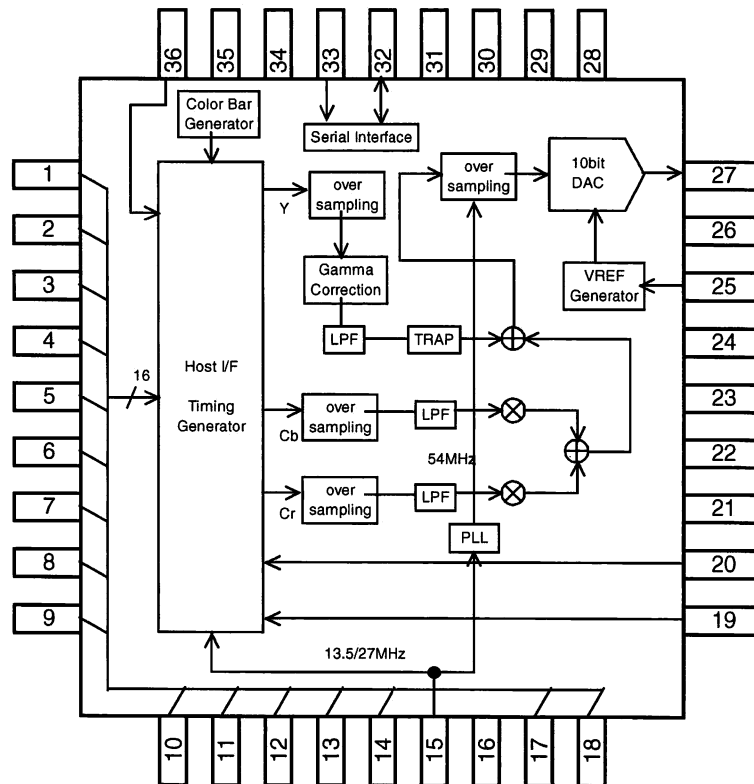 36 35 34 33 32 31 30 29 28
Color Bar
Generator
Serial Interface
1
2
3
4
5
6
7
8
9
16
Host I/F
Timing
Generator
Y
over
sampling
Gamma
Correction
LPF
TRAP
over
sampling
10bit
DAC
VREF
Generator
Cb
over
sampling
LPF
Cr
over
sampling
LPF
54MHz
PLL
13.5/27MHz
27
26
25
24
23
22
21
20
19
10 11 12 13 14 15 16 17 18